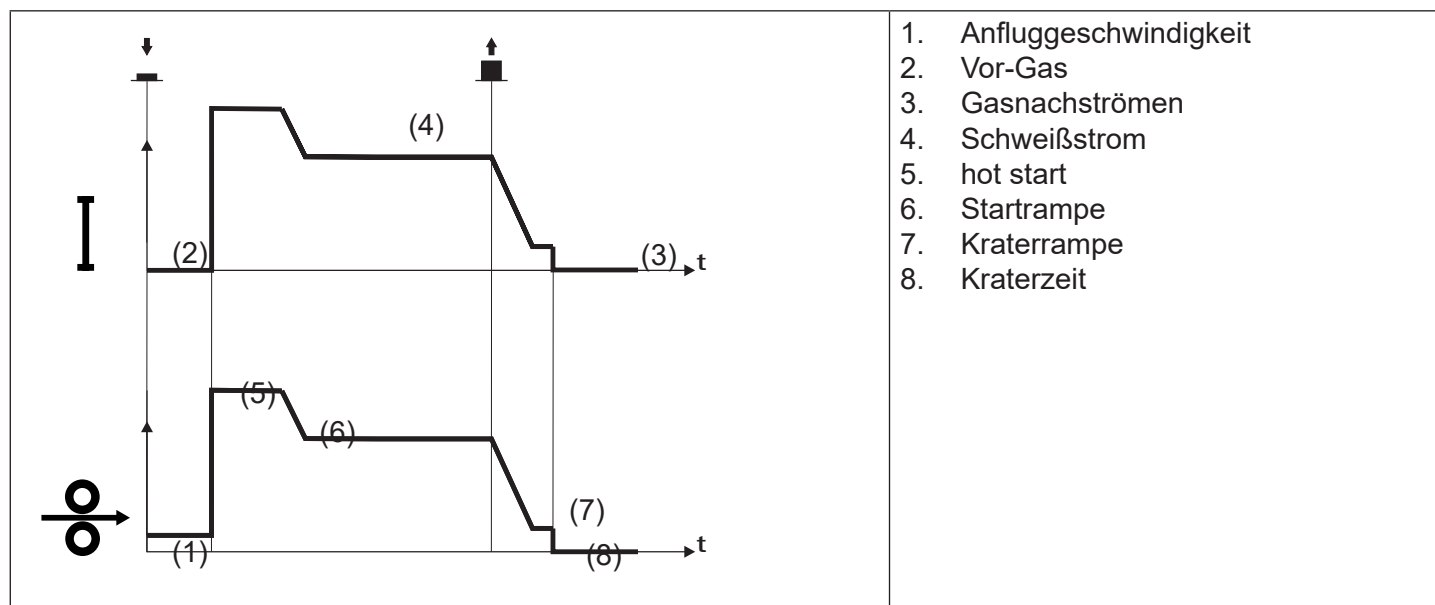 (4)
(2)
(3)
t
(5)
(6)
(7)
(1)
(8)
t
1. Anfluggeschwindigkeit
2. Vor-Gas
3. Gasnachströmen
4. Schweißstrom
5. hot start
6. Startrampe
7. Kraterrampe
8. Kraterzeit